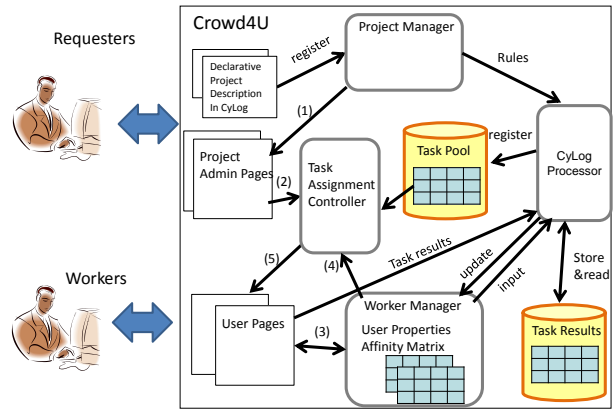 Crowd4U
Requesters
Project Manager
register
Declarative
Project
Description
In CyLog
Rules
(1)
register
Task Pool
CyLog
Processor
Project
Admin Pages
(2)
Task
Assignment
Controller
(5)
(4)
Task results
update
input
Store
&read
Workers
User Pages
(3)
Worker Manager
User Properties
Affinity Matrix
Task Results